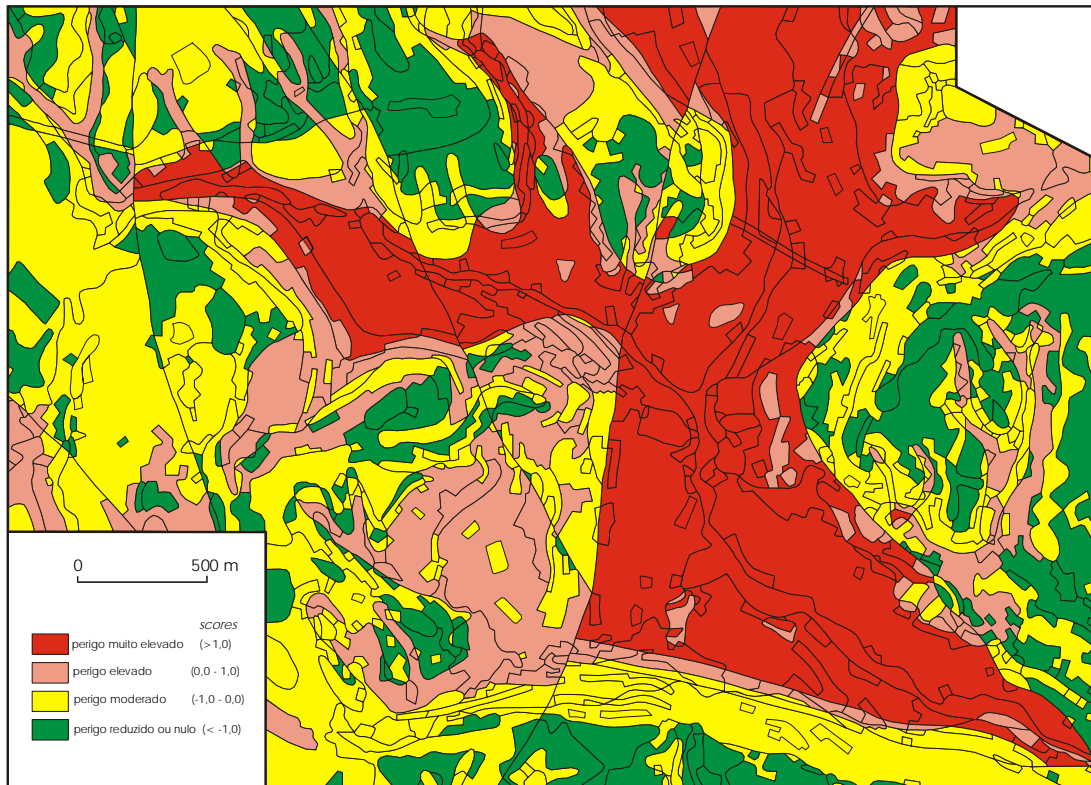 0 500 m
scores
perigo muito elevado (>1,0)
perigo elevado (0,0 - 1,0)
perigo moderado (-1,0 - 0,0)
perigo reduzido ou nulo (< -1,0)